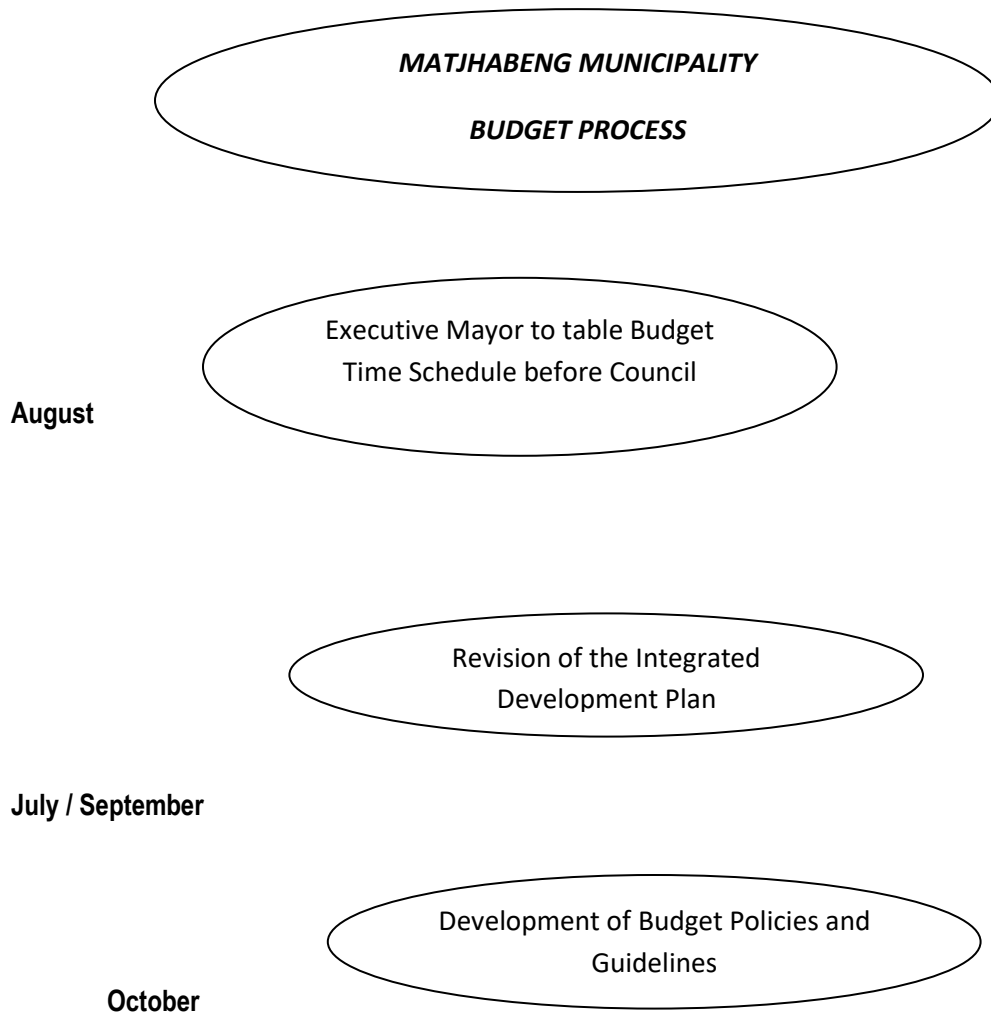 MATJHABENG MUNICIPALITY
BUDGET PROCESS
Executive Mayor to table Budget
Time Schedule before Council
August
Revision of the Integrated
Development Plan
July / September
Development of Budget Policies and
Guidelines
October